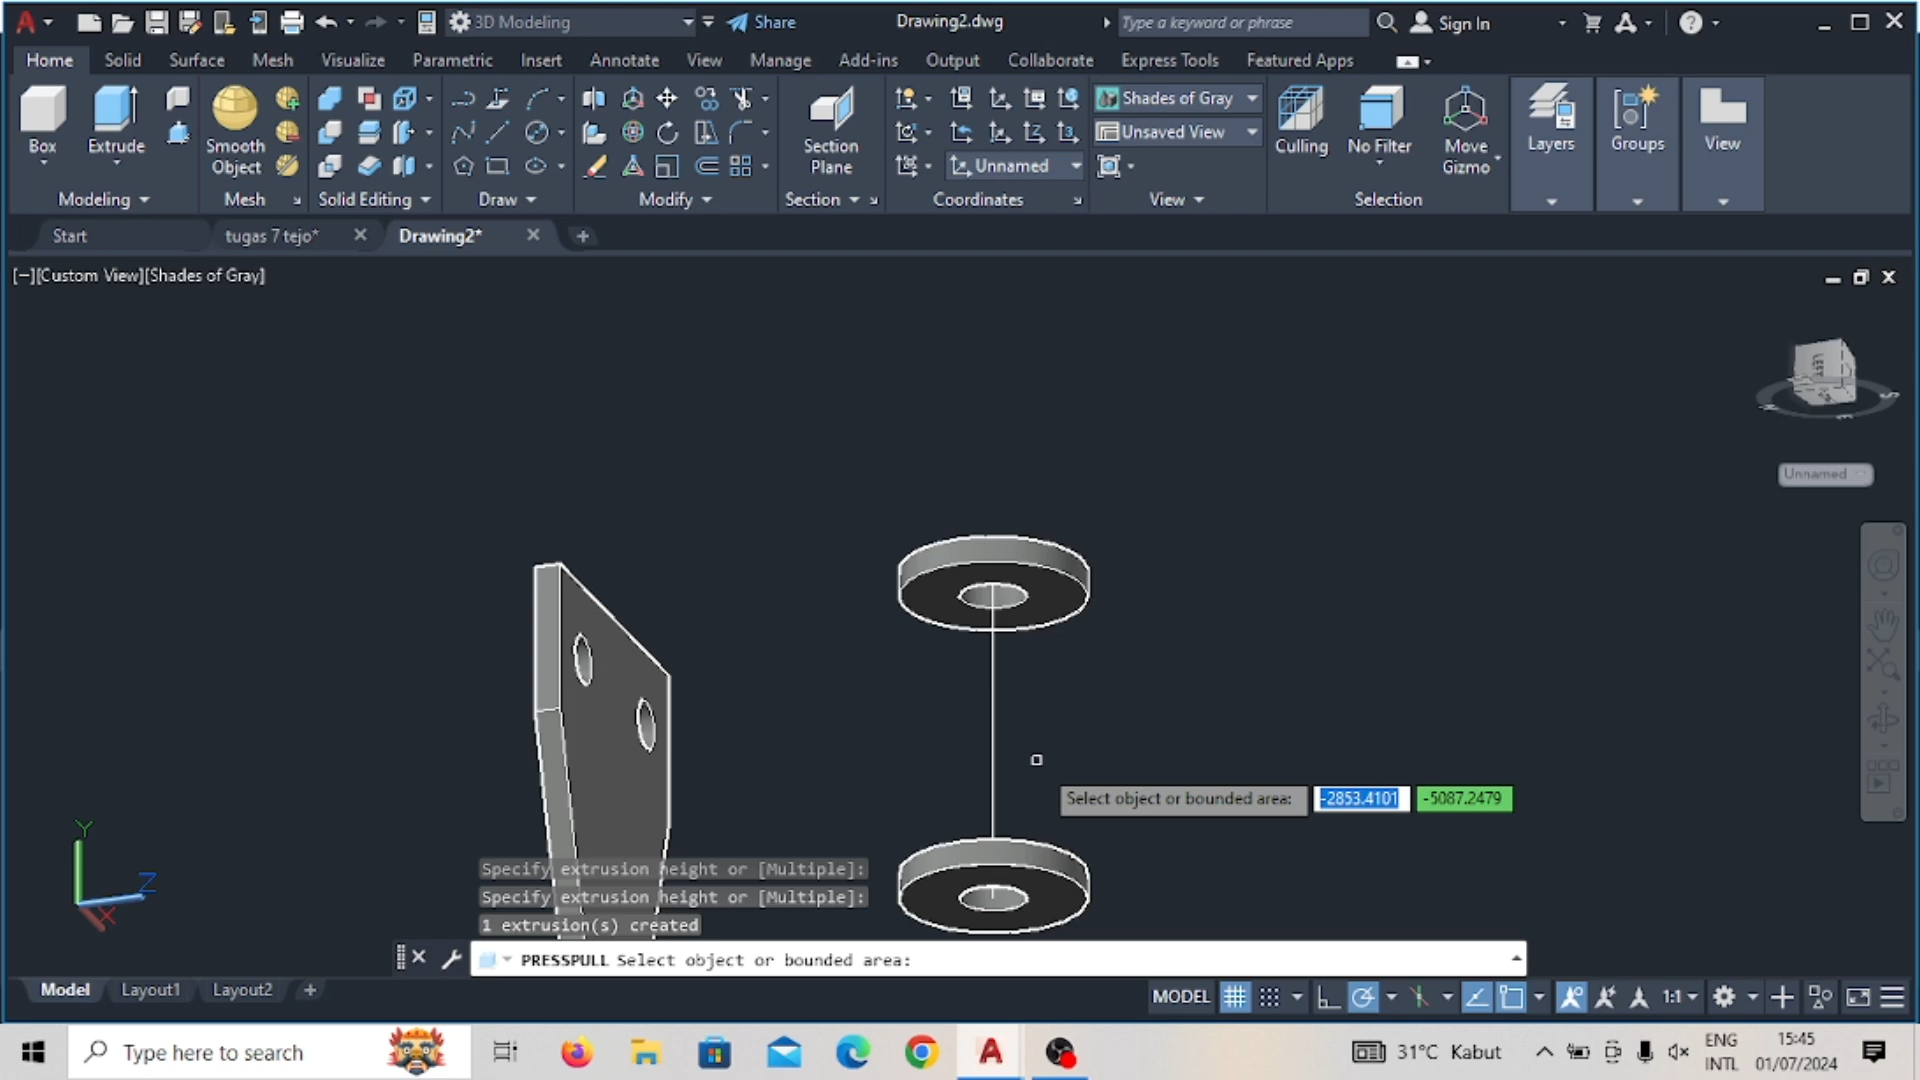 3D Modeling Share Drawing2.dwg Type a keyword or phrase Sign In
Home Solid Surface Mesh Visualize Parametric Insert Annotate View Manage Add-ins Output Collaborate Express Tools Featured Apps
Shades of Gray
Unsaved View
Box Extrude Smooth Object Section Plane Unnamed Culling No Filter Move Gizmo Layers Groups View
Modeling Mesh Solid Editing Draw Modify Section Coordinates View Selection
Start tugas 7 tejo* Drawing2*
[−][Custom View][Shades of Gray]
LEFT
Unnamed
Select object or bounded area: -2853.4101 -5087.2479
Y
Z
X
Specify extrusion height or [Multiple]:
Specify extrusion height or [Multiple]:
1 extrusion(s) created
PRESSPULL Select object or bounded area:
Model Layout1 Layout2 MODEL 1:1
Type here to search 31°C Kabut ENG INTL 15:45 01/07/2024